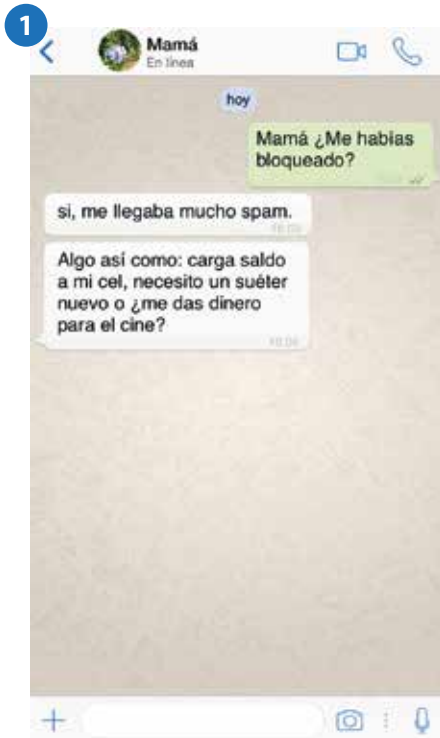 1
Mamá
En línea
hoy
Mamá ¿Me habías
bloqueado?
si, me llegaba mucho spam.
Algo así como: carga saldo
a mi cel, necesito un suéter
nuevo o ¿me das dinero
para el cine?